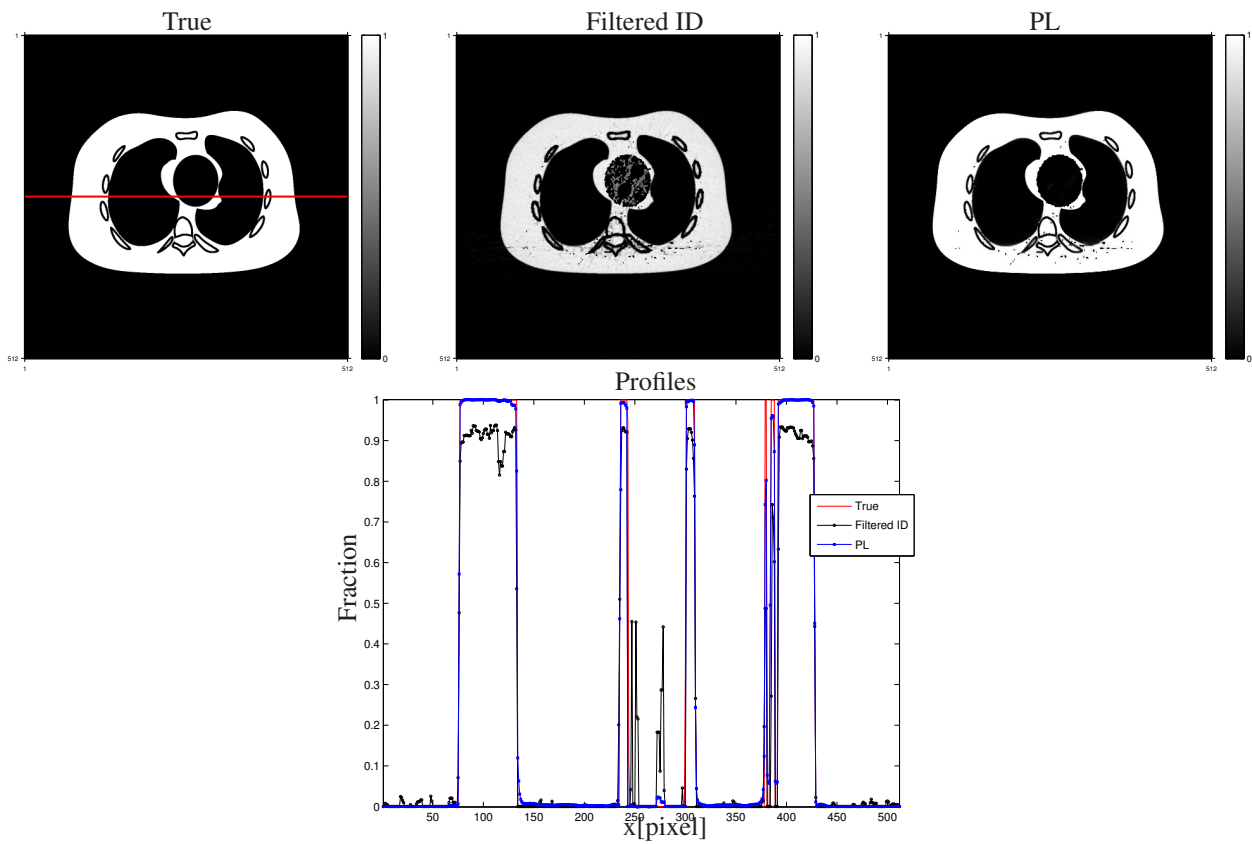 True Filtered ID PL
1 1 1 1 1 1
512 0 512 0 512 0
1 512 1 512 1 512
Profiles
1
0.9
0.8
0.7
0.6
0.5
0.4
0.3
0.2
0.1
0
Fraction
True
Filtered ID
PL
50 100 150 200 250 300 350 400 450 500
x[pixel]